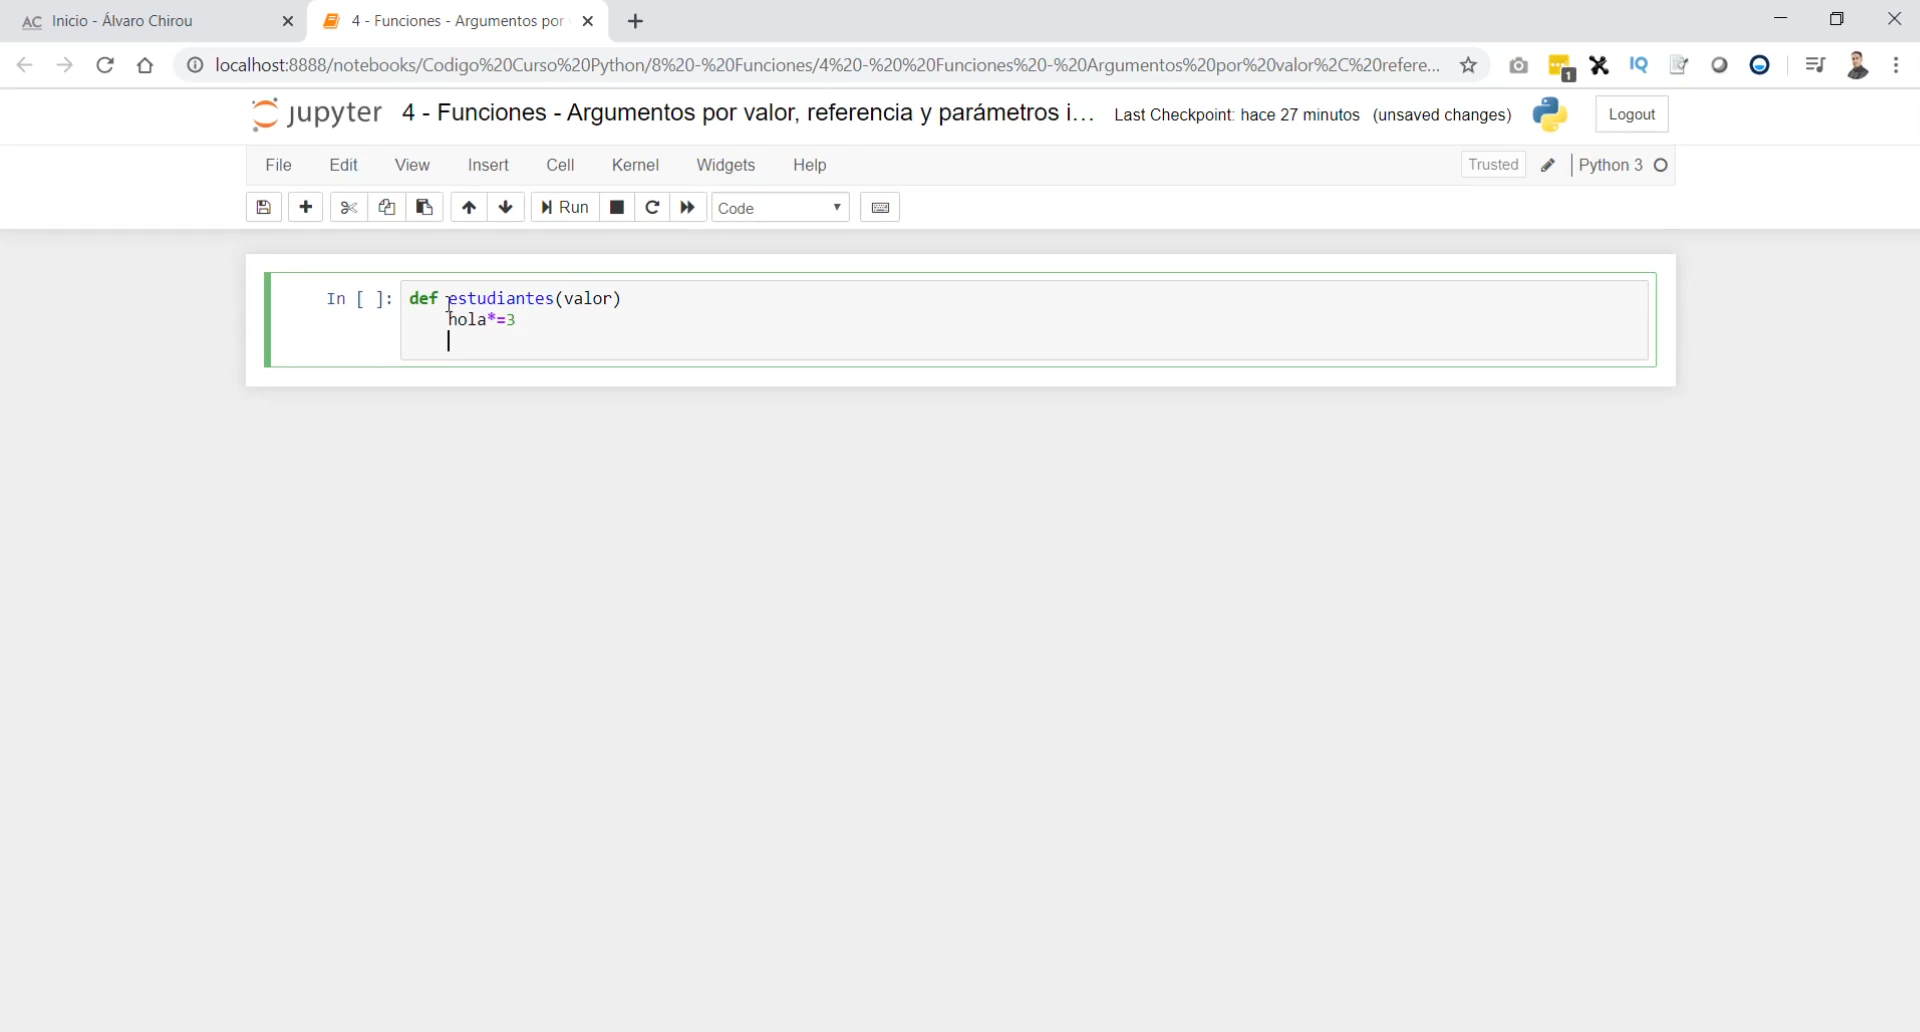 AC Inicio - Álvaro Chirou
4 - Funciones - Argumentos por
localhost:8888/notebooks/Codigo%20Curso%20Python/8%20-%20Funciones/4%20-%20%20Funciones%20-%20Argumentos%20por%20valor%2C%20refere...
1
IQ
jupyter 4 - Funciones - Argumentos por valor, referencia y parámetros i... Last Checkpoint: hace 27 minutos (unsaved changes) Logout
File Edit View Insert Cell Kernel Widgets Help Trusted Python 3
Run Code
In [ ]: def estudiantes(valor)
hola*=3